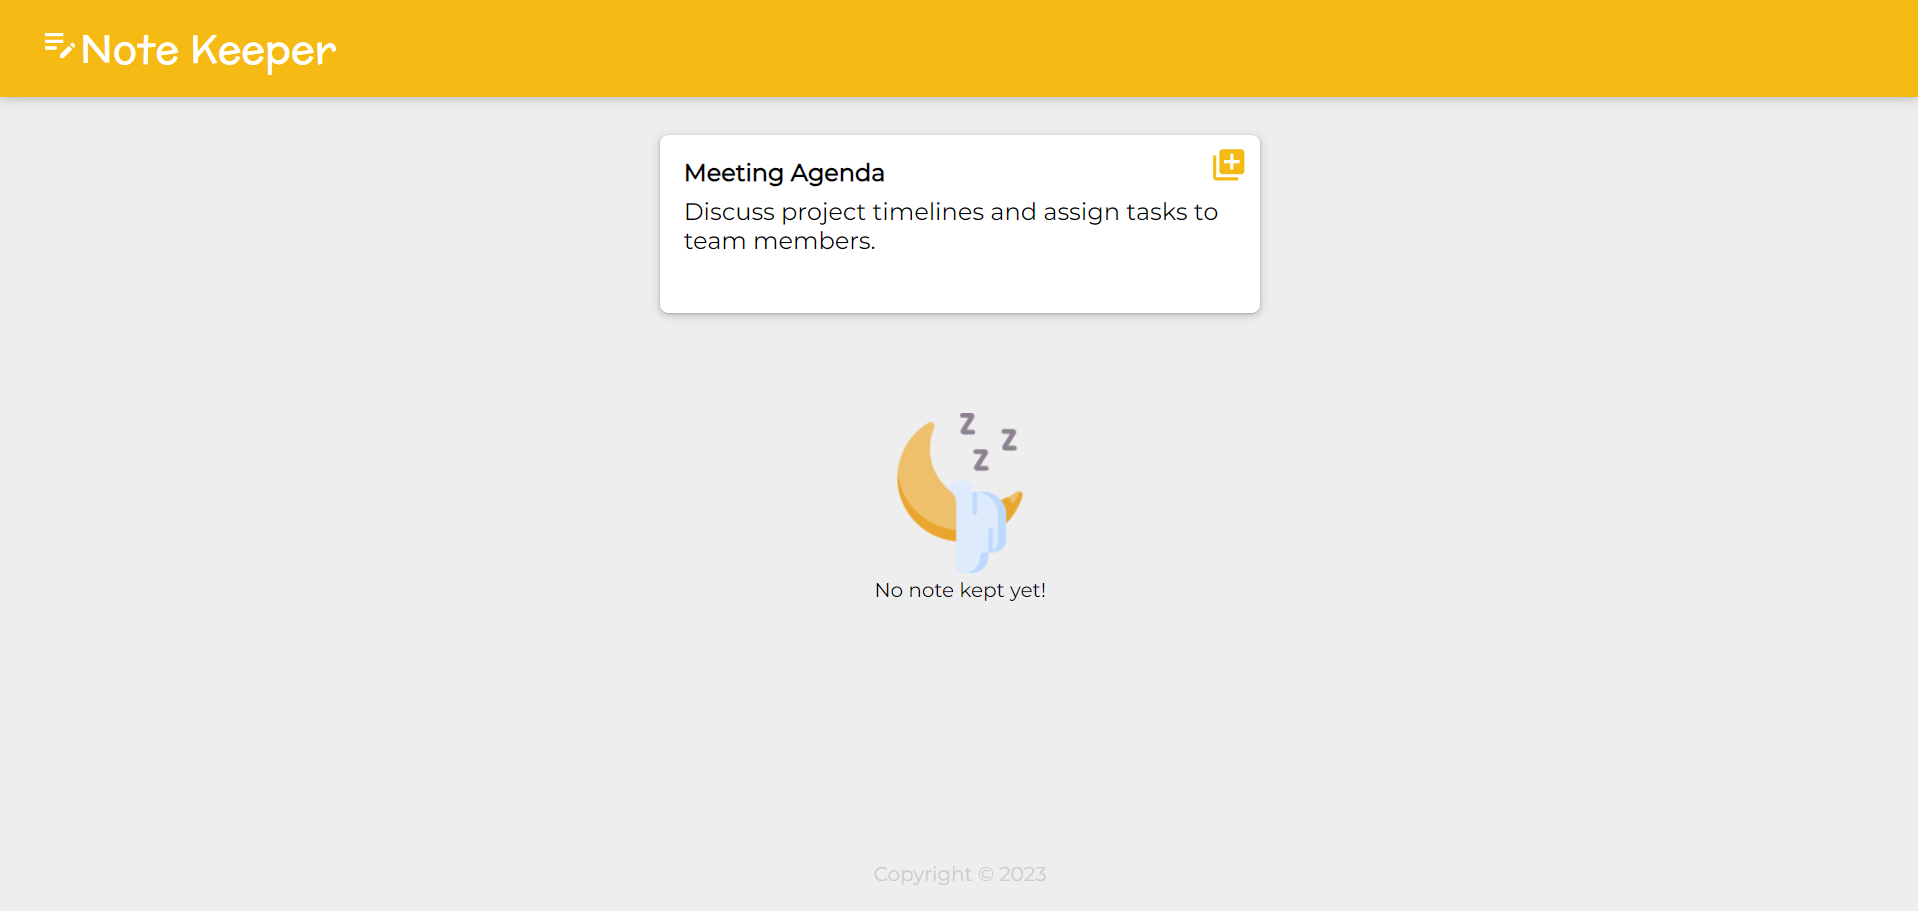 Note Keeper
Meeting Agenda
Discuss project timelines and assign tasks to
team members.
z
z
z
No note kept yet!
Copyright © 2023